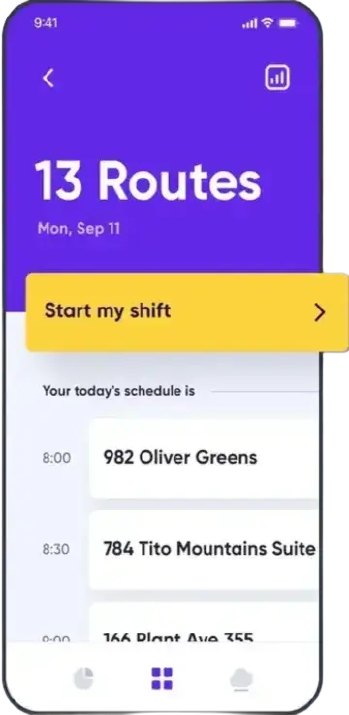 9:41
13 Routes
Mon, Sep 11
Start my shift
Your today's schedule is
8:00 982 Oliver Greens
8:30 784 Tito Mountains Suite
9:00 166 Plant Ave 355